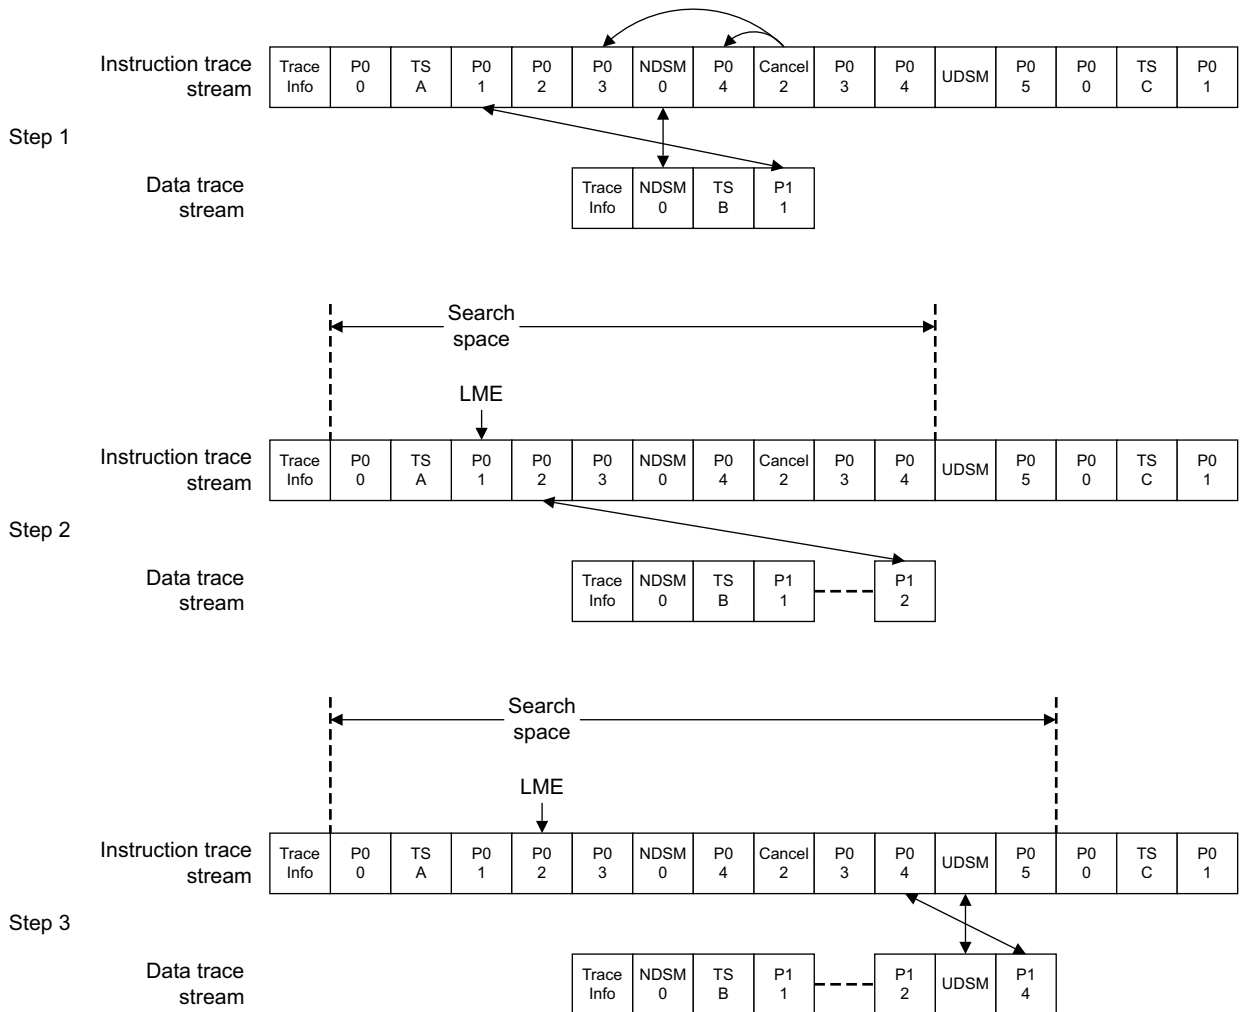 Instruction trace
stream
Trace
Info
P0
0
TS
A
P0
1
P0
2
P0
3
NDSM
0
P0
4
Cancel
2
P0
3
P0
4
UDSM
P0
5
P0
0
TS
C
P0
1
Step 1
Data trace
stream
Trace
Info
NDSM
0
TS
B
P1
1
Search
space
LME
Instruction trace
stream
Trace
Info
P0
0
TS
A
P0
1
P0
2
P0
3
NDSM
0
P0
4
Cancel
2
P0
3
P0
4
UDSM
P0
5
P0
0
TS
C
P0
1
Step 2
Data trace
stream
Trace
Info
NDSM
0
TS
B
P1
1
P1
2
Search
space
LME
Instruction trace
stream
Trace
Info
P0
0
TS
A
P0
1
P0
2
P0
3
NDSM
0
P0
4
Cancel
2
P0
3
P0
4
UDSM
P0
5
P0
0
TS
C
P0
1
Step 3
Data trace
stream
Trace
Info
NDSM
0
TS
B
P1
1
P1
2
UDSM
P1
4